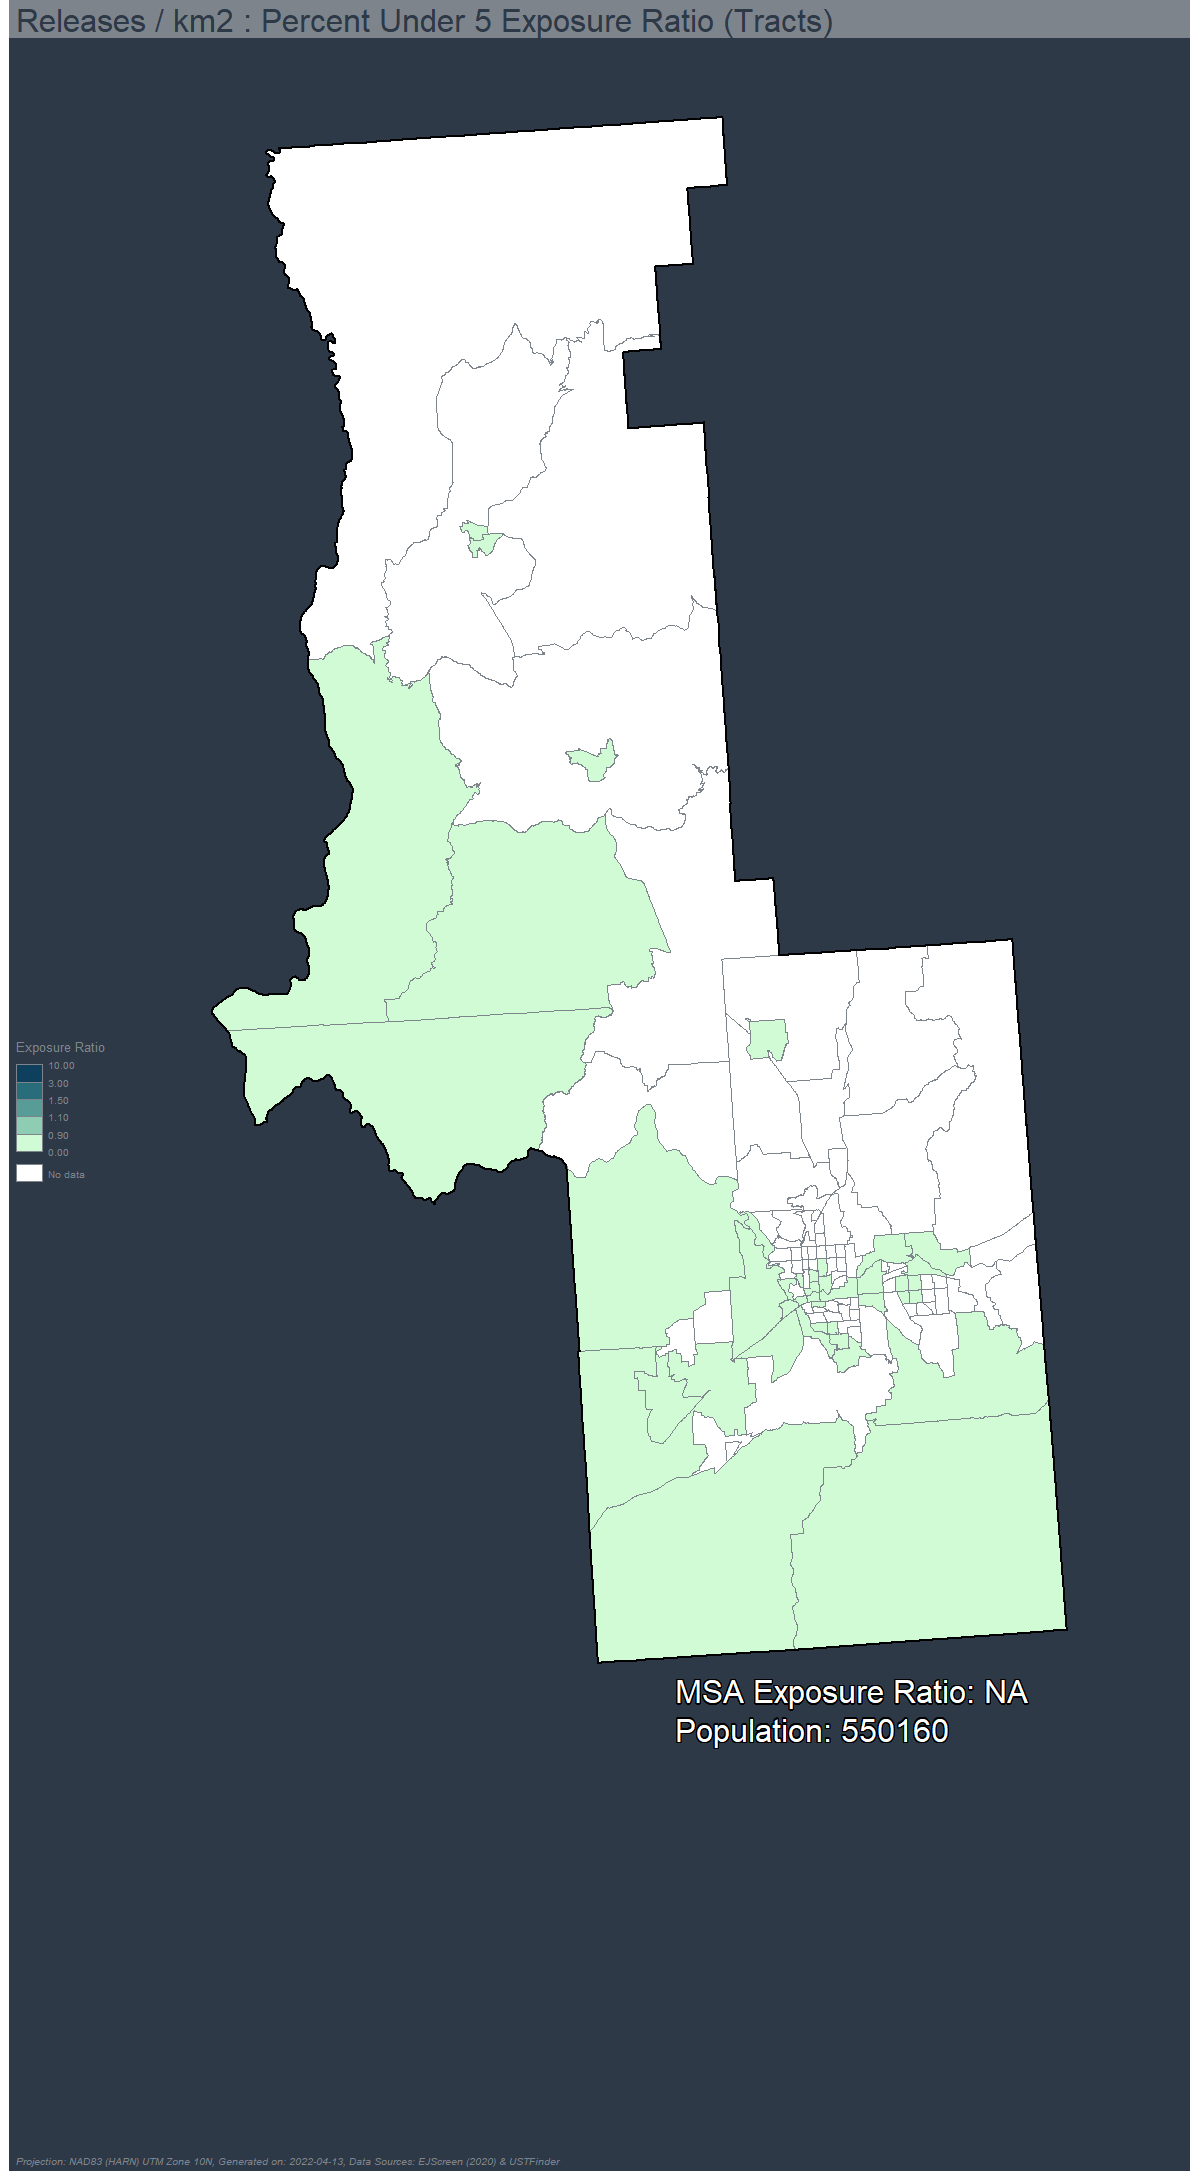 Releases / km2 : Percent Under 5 Exposure Ratio (Tracts)
Exposure Ratio
10.00
3.00
1.50
1.10
0.90
0.00
No data
MSA Exposure Ratio: NA
Population: 550160
Projection: NAD83 (HARN) UTM Zone 10N, Generated on: 2022-04-13, Data Sources: EJScreen (2020) & USTFinder